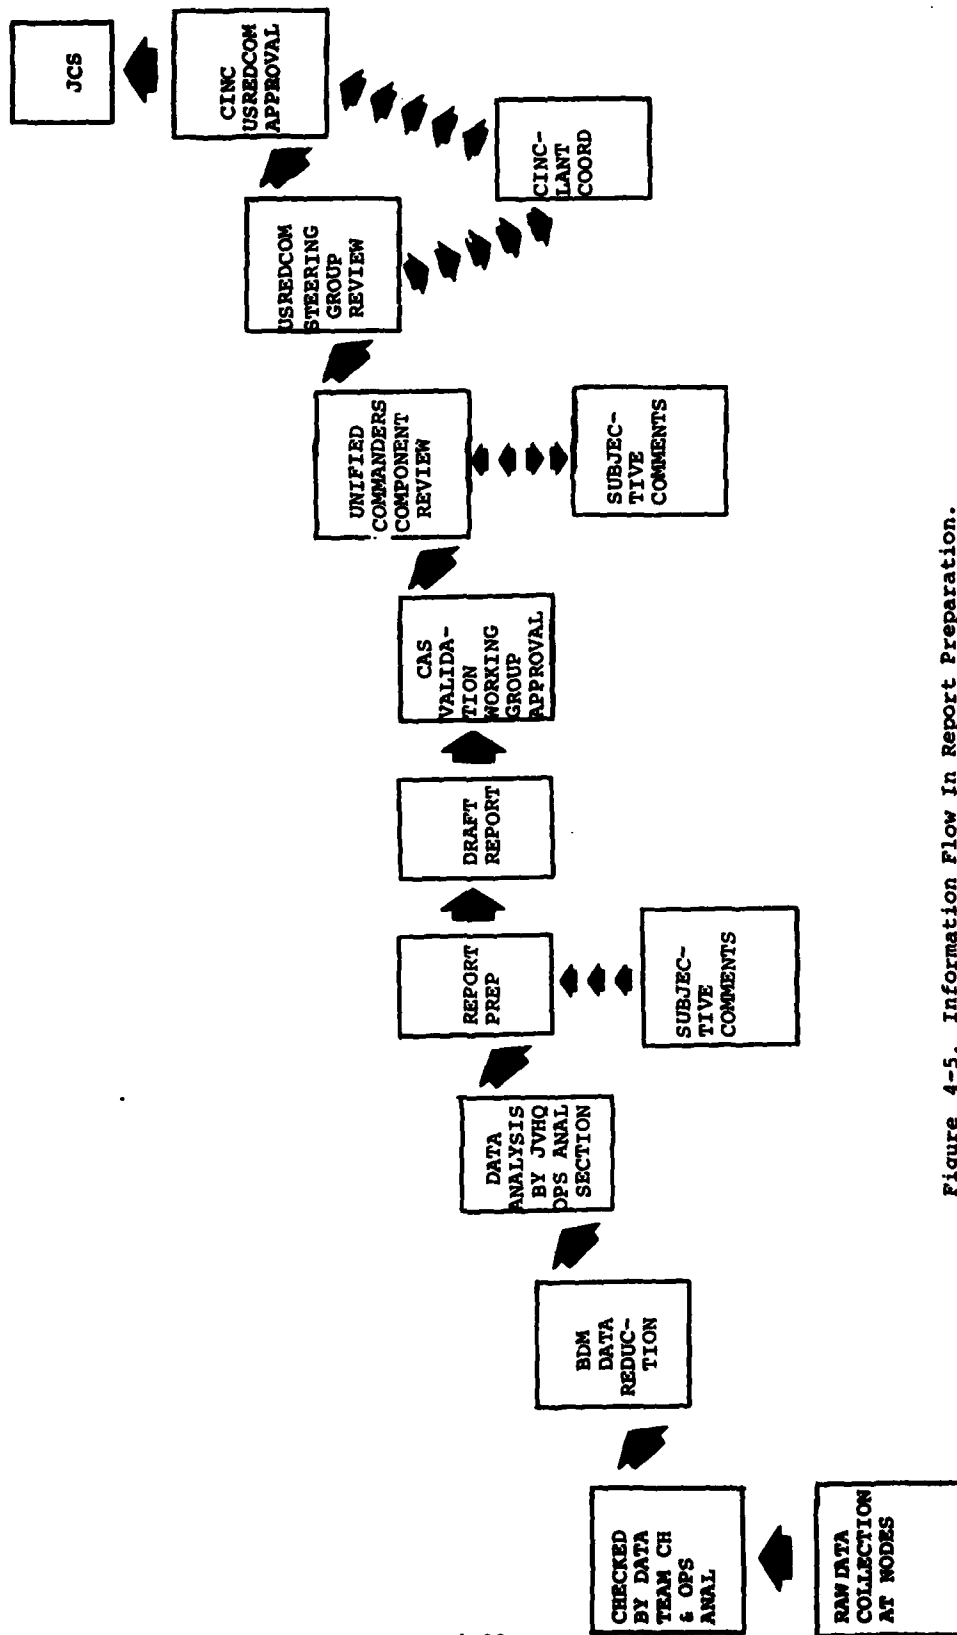 RAW DATA
COLLECTION
AT NODES
CHECKED
BY DATA
TEAM CH
& OPS
ANAL
BDM
DATA
REDUC-
TION
DATA
ANALYSIS
BY JVHQ
OPS ANAL
SECTION
REPORT
PREP
SUBJEC-
TIVE
COMMENTS
DRAFT
REPORT
CAS
VALIDA-
TION
WORKING
GROUP
APPROVAL
UNIFIED
COMMANDERS
COMPONENT
REVIEW
SUBJEC-
TIVE
COMMENTS
USREDCOM
STEERING
GROUP
REVIEW
CINC-
LANT
COORD
CINC
USREDCOM
APPROVAL
JCS
Figure 4-5. Information Flow In Report Preparation.